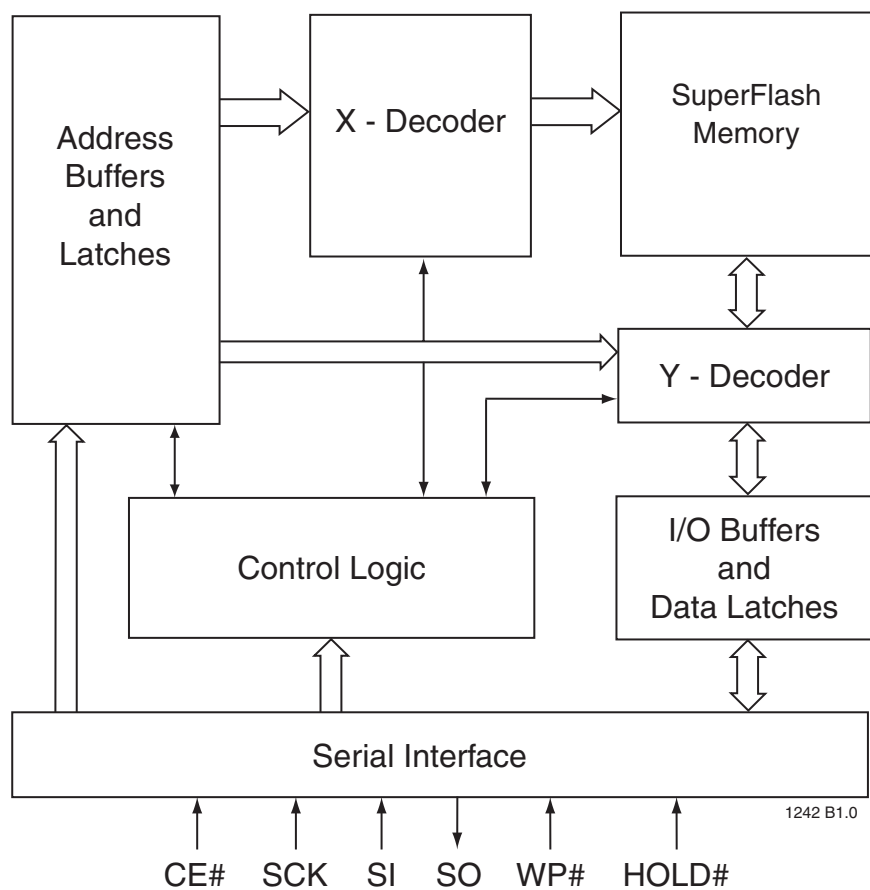 Address
Buffers
and
Latches
X - Decoder
SuperFlash
Memory
Y - Decoder
Control Logic
I/O Buffers
and
Data Latches
Serial Interface
1242 B1.0
CE# SCK SI SO WP# HOLD#